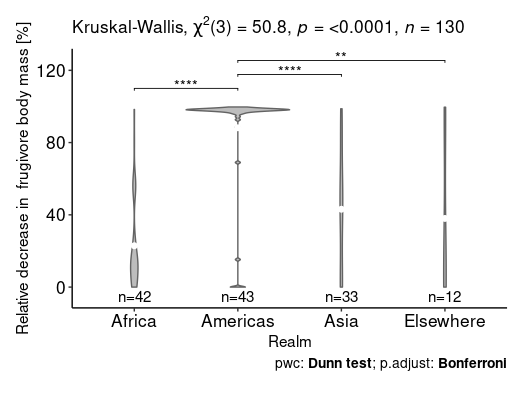 Kruskal-Wallis, χ²(3) = 50.8, p = <0.0001, n = 130
Relative decrease in frugivore body mass [%]
120
80
40
0
**
****
****
n=42 n=43 n=33 n=12
Africa Americas Asia Elsewhere
Realm
pwc: Dunn test; p.adjust: Bonferroni